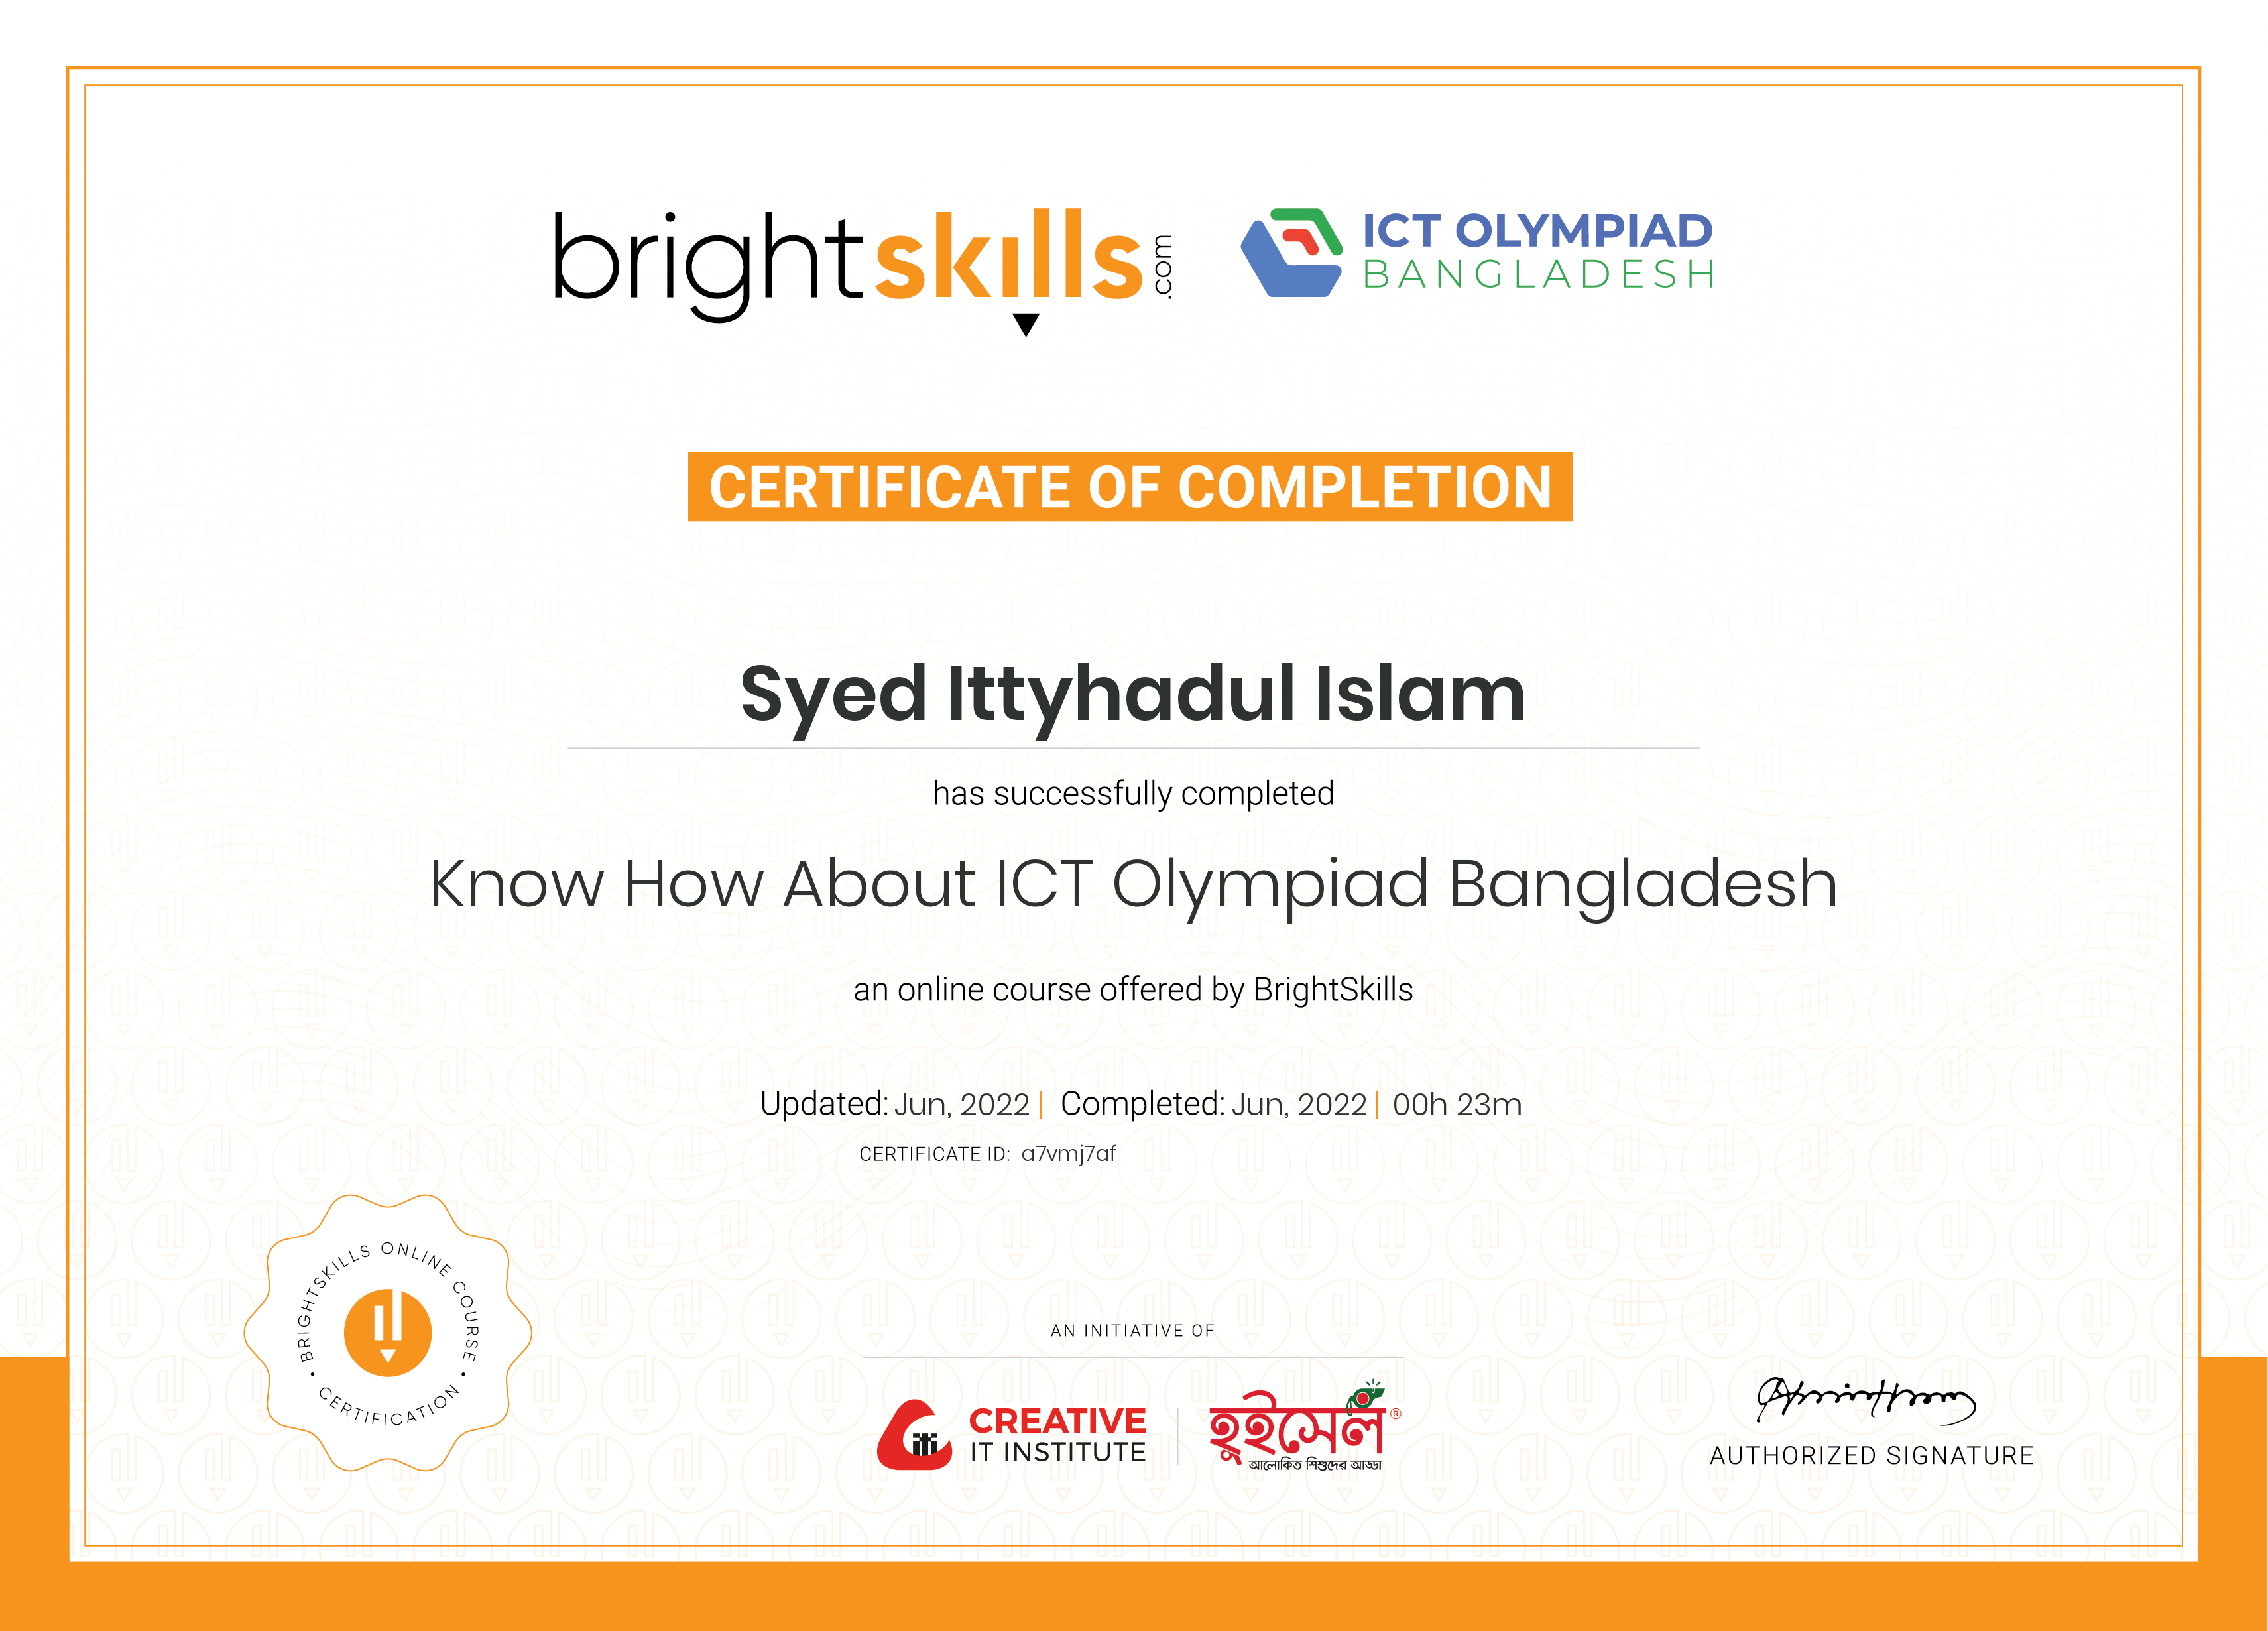 brightskills.com
ICT OLYMPIAD
BANGLADESH
CERTIFICATE OF COMPLETION
Syed Ittyhadul Islam
has successfully completed
Know How About ICT Olympiad Bangladesh
an online course offered by BrightSkills
Updated: Jun, 2022 | Completed: Jun, 2022 | 00h 23m
CERTIFICATE ID: a7vmj7af
BRIGHTSKILLS ONLINE COURSE
• CERTIFICATION •
AN INITIATIVE OF
CREATIVE
IT INSTITUTE
হুইসেল®
আলোকিত শিশুদের আড্ডা
AUTHORIZED SIGNATURE